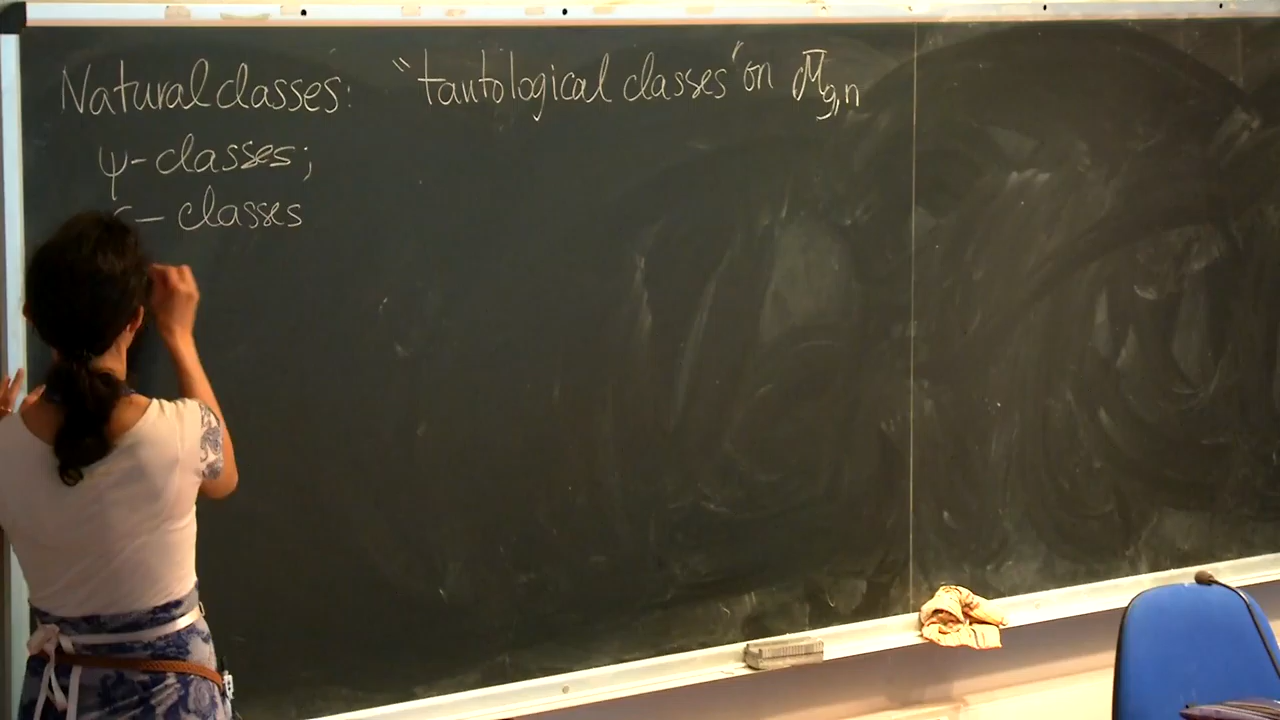 Natural classes: "tautological classes" on M̅g,n
ψ-classes;
– classes